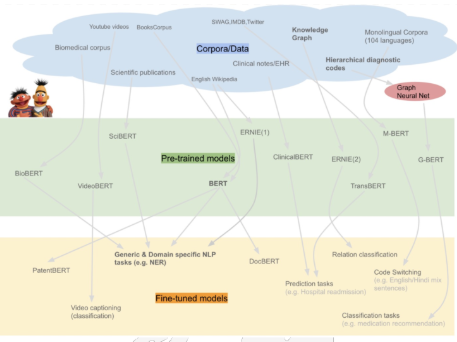 Youtube videos
BooksCorpus
SWAG,IMDB,Twitter
Knowledge
Graph
Monolingual Corpora
(104 languages)
Biomedical corpus
Corpora/Data
Clinical notes/EHR
Hierarchical diagnostic
codes
Scientific publications
English Wikipedia
Graph
Neural Net
SciBERT
ERNIE(1)
M-BERT
Pre-trained models
ClinicalBERT
ERNIE(2)
G-BERT
BioBERT
VideoBERT
BERT
TransBERT
Generic & Domain specific NLP
tasks (e.g. NER)
DocBERT
Relation classification
PatentBERT
Code Switching
(e.g. English/Hindi mix
sentences)
Prediction tasks
(e.g. Hospital readmission)
Fine-tuned models
Video captioning
(classification)
Classification tasks
(e.g. medication recommendation)